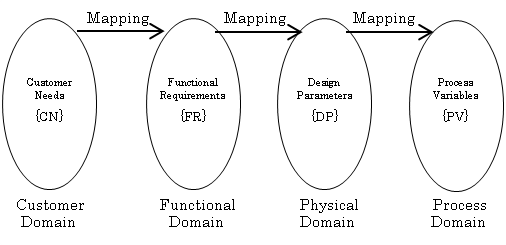 Mapping Mapping Mapping
Customer Needs {CN}
Functional Requirements {FR}
Design Parameters {DP}
Process Variables {PV}
Customer Domain
Functional Domain
Physical Domain
Process Domain